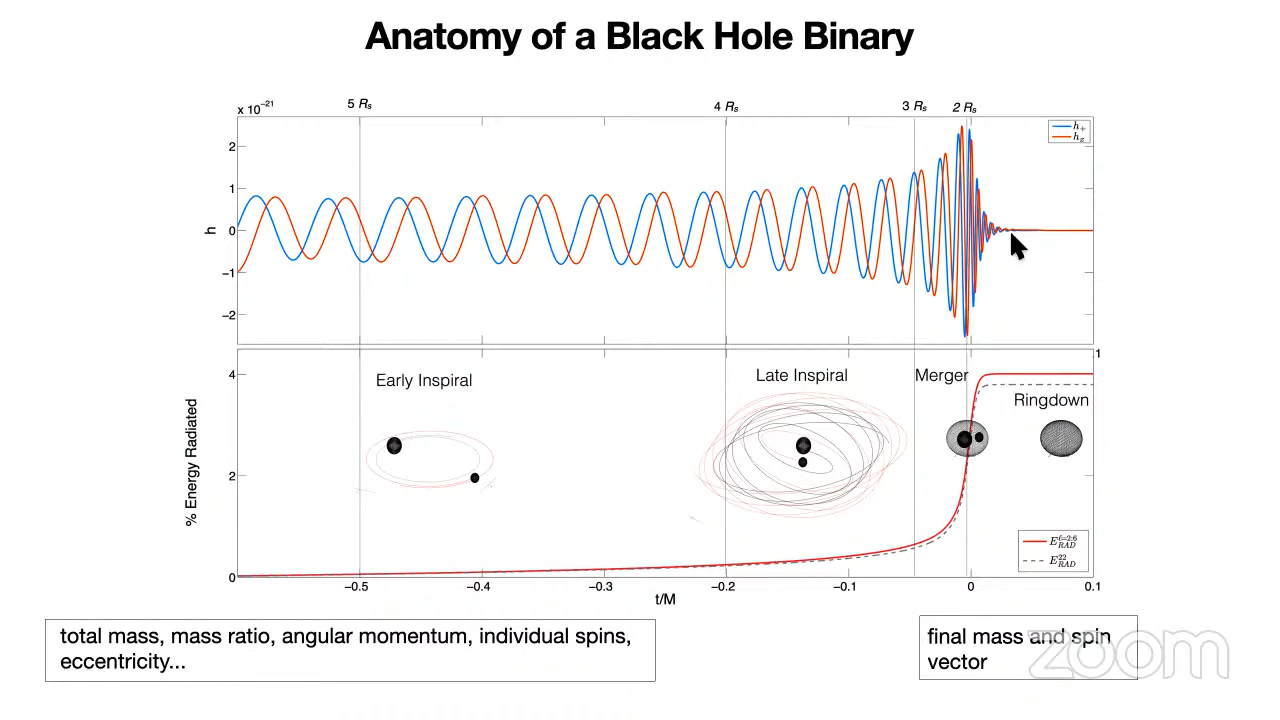 Anatomy of a Black Hole Binary
x 10⁻²¹
5 Rₛ
4 Rₛ
3 Rₛ
2 Rₛ
h₊
hₓ
2
1
0
−1
−2
h
1
Early Inspiral
Late Inspiral
Merger
Ringdown
4
2
0
% Energy Radiated
E^{ℓ=2:6}_{RAD}
E^{22}_{RAD}
−0.5 −0.4 −0.3 −0.2 −0.1 0 0.1
t/M
total mass, mass ratio, angular momentum, individual spins,
eccentricity...
final mass and spin
vector
zoom